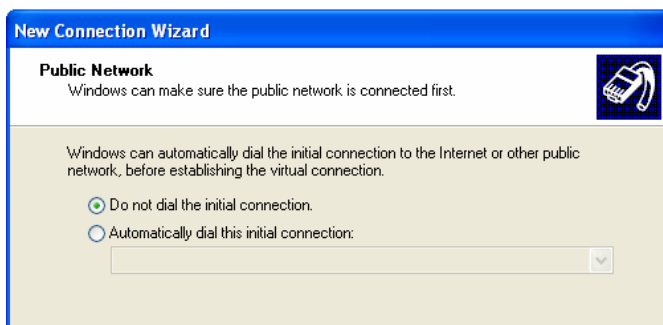 New Connection Wizard
Public Network
Windows can make sure the public network is connected first.
Windows can automatically dial the initial connection to the Internet or other public
network, before establishing the virtual connection.
Do not dial the initial connection.
Automatically dial this initial connection: